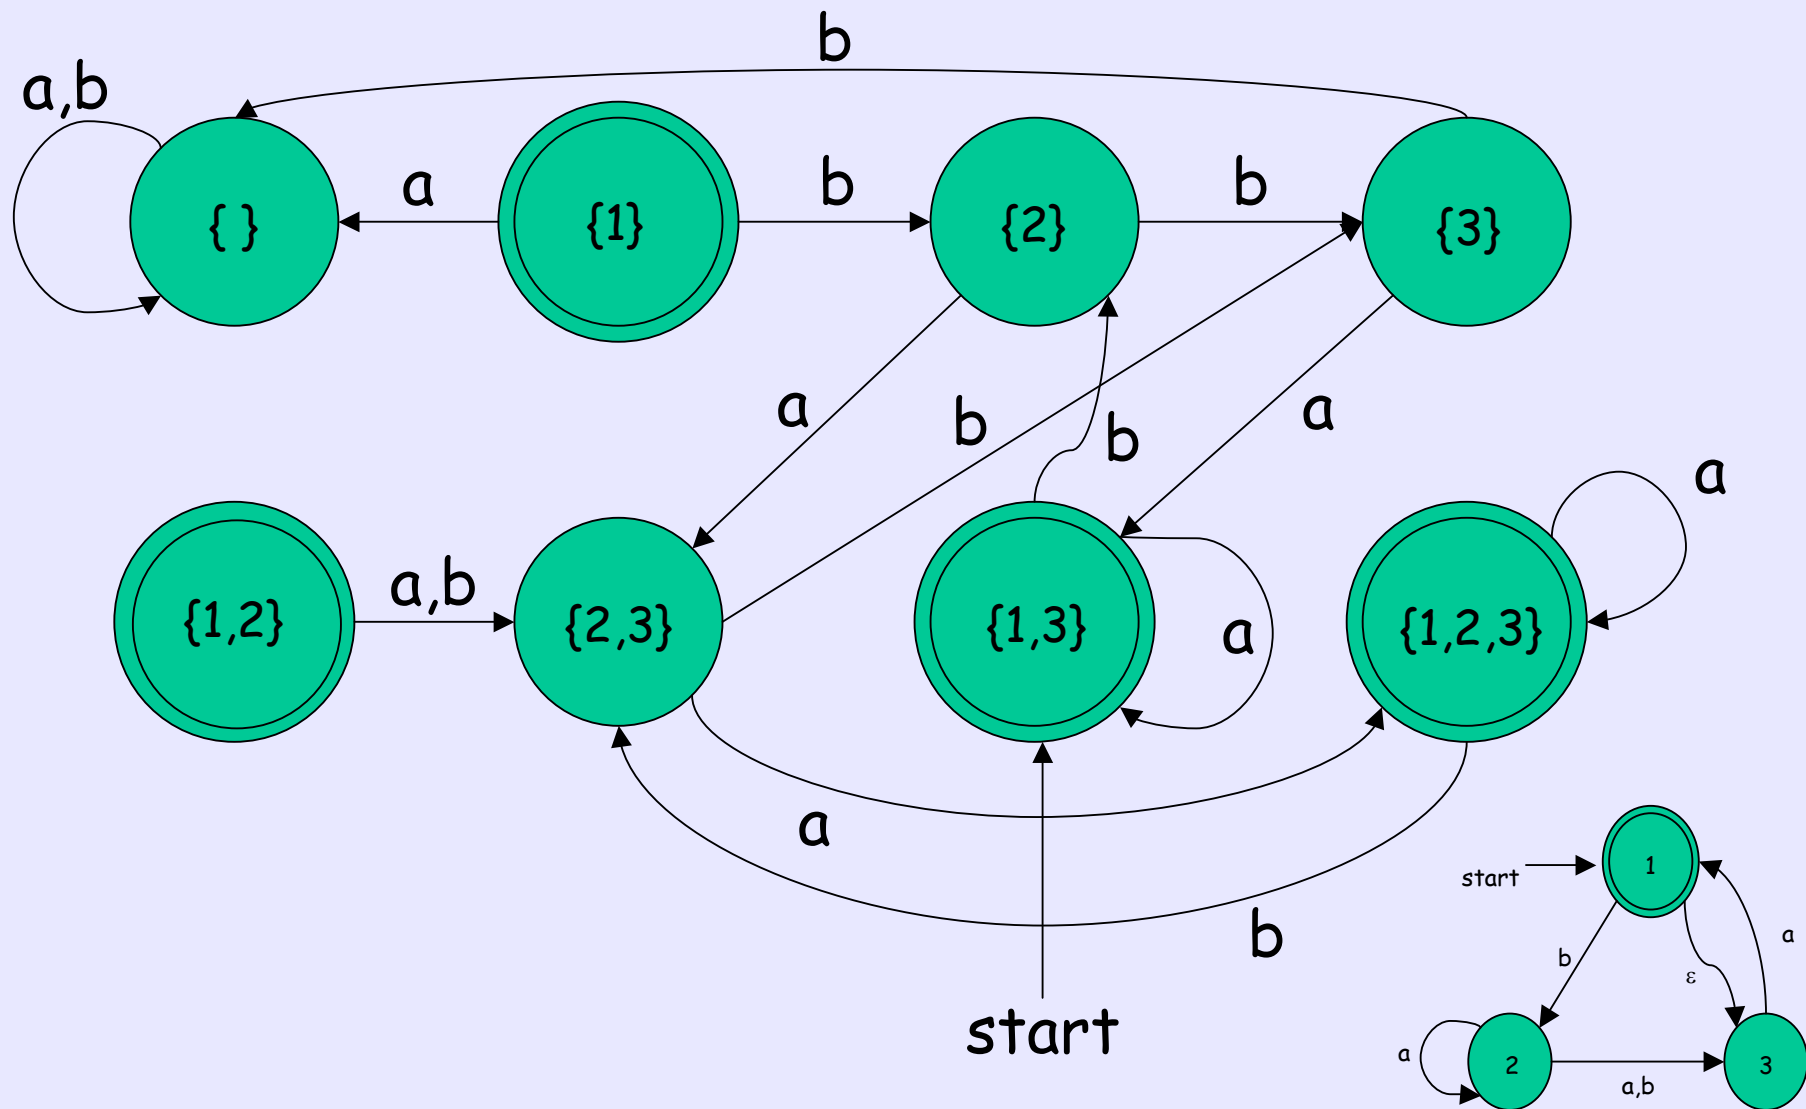 b
a,b
{ }
a
{1}
b
{2}
b
{3}
a
b
b
a
a
{1,2}
a,b
{2,3}
{1,3}
a
{1,2,3}
a
b
start
start
1
b
ε
a
a
2
a,b
3